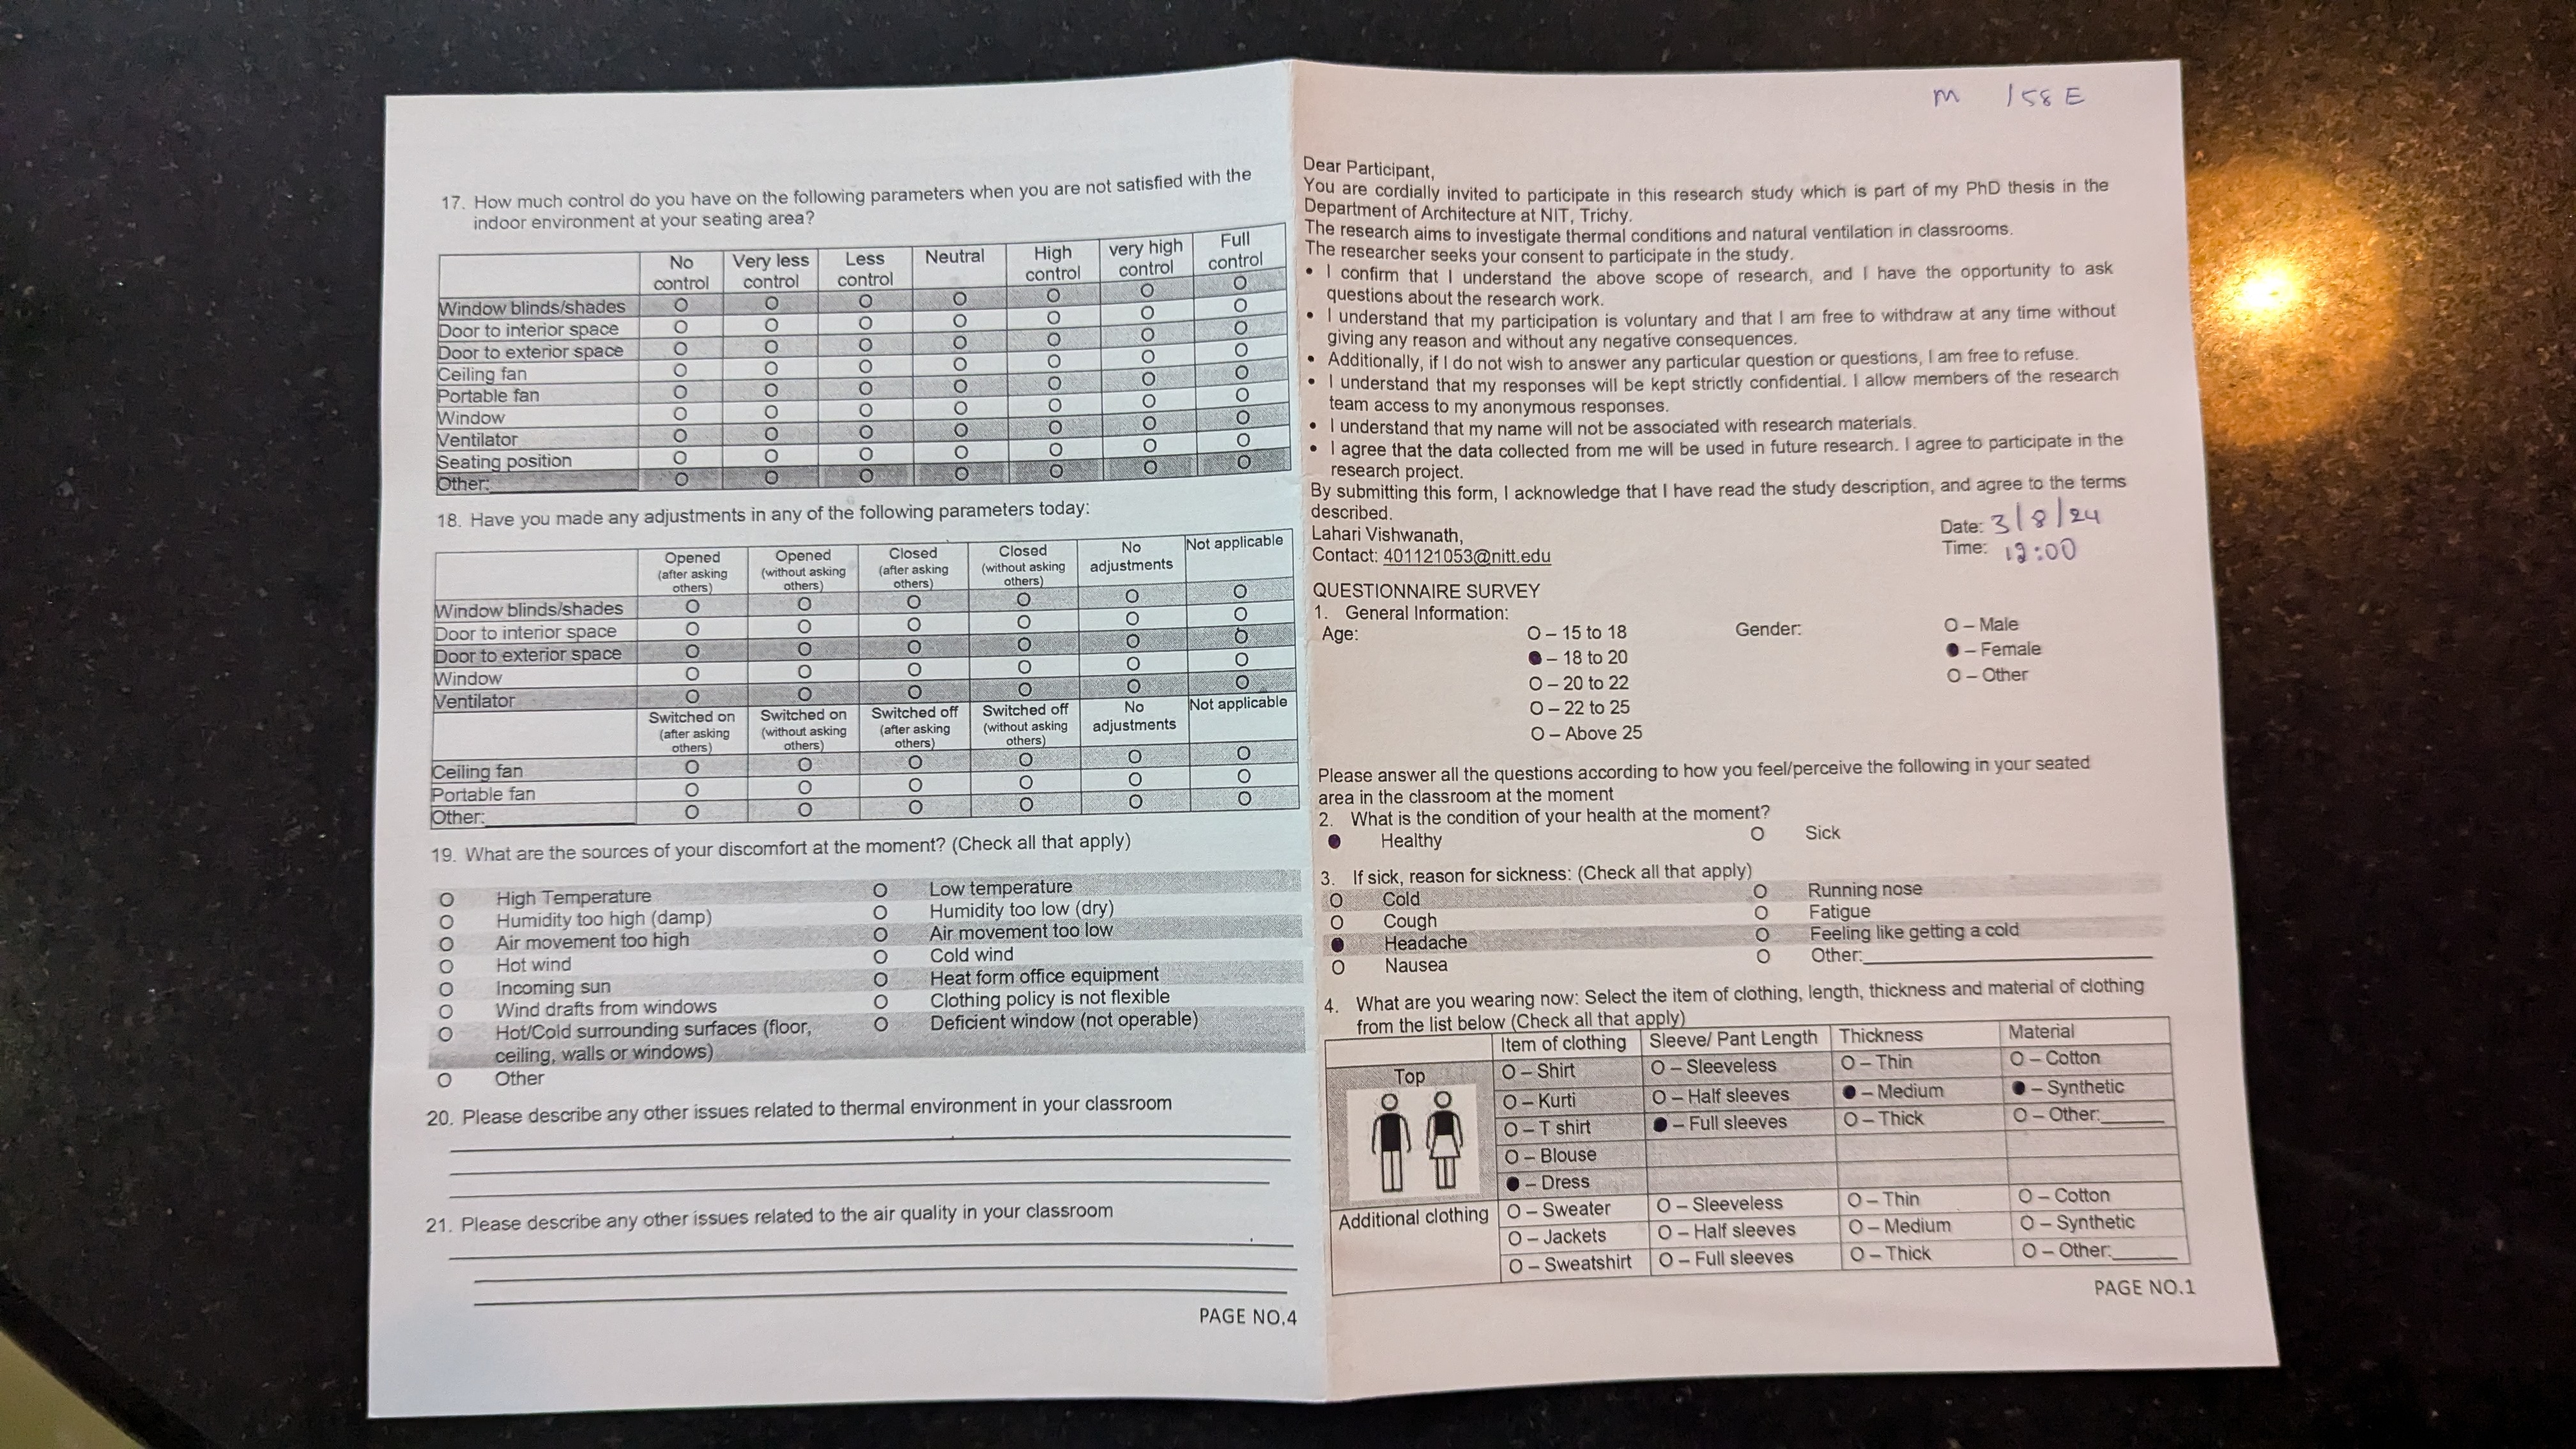 17. How much control do you have on the following parameters when you are not satisfied with the
indoor environment at your seating area?
No control Very less control Less control Neutral High control very high control Full control
Window blinds/shades O O O O O O O
Door to interior space O O O O O O O
Door to exterior space O O O O O O O
Ceiling fan O O O O O O O
Portable fan O O O O O O O
Window O O O O O O O
Ventilator O O O O O O O
Seating position O O O O O O O
Other:________ O O O O O O O
18. Have you made any adjustments in any of the following parameters today:
Opened (after asking others) Opened (without asking others) Closed (after asking others) Closed (without asking others) No adjustments Not applicable
Window blinds/shades O O O O O O
Door to interior space O O O O O O
Door to exterior space O O O O O O
Window O O O O O O
Ventilator O O O O O O
Switched on (after asking others) Switched on (without asking others) Switched off (after asking others) Switched off (without asking others) No adjustments Not applicable
Ceiling fan O O O O O O
Portable fan O O O O O O
Other:________ O O O O O O
19. What are the sources of your discomfort at the moment? (Check all that apply)
O High Temperature O Low temperature
O Humidity too high (damp) O Humidity too low (dry)
O Air movement too high O Air movement too low
O Hot wind O Cold wind
O Incoming sun O Heat form office equipment
O Wind drafts from windows O Clothing policy is not flexible
O Hot/Cold surrounding surfaces (floor, O Deficient window (not operable)
ceiling, walls or windows)
O Other
20. Please describe any other issues related to thermal environment in your classroom
21. Please describe any other issues related to the air quality in your classroom
PAGE NO.4
M 158 E
Dear Participant,
You are cordially invited to participate in this research study which is part of my PhD thesis in the
Department of Architecture at NIT, Trichy.
The research aims to investigate thermal conditions and natural ventilation in classrooms.
The researcher seeks your consent to participate in the study.
• I confirm that I understand the above scope of research, and I have the opportunity to ask
questions about the research work.
• I understand that my participation is voluntary and that I am free to withdraw at any time without
giving any reason and without any negative consequences.
• Additionally, if I do not wish to answer any particular question or questions, I am free to refuse.
• I understand that my responses will be kept strictly confidential. I allow members of the research
team access to my anonymous responses.
• I understand that my name will not be associated with research materials.
• I agree that the data collected from me will be used in future research. I agree to participate in the
research project.
By submitting this form, I acknowledge that I have read the study description, and agree to the terms
described.
Lahari Vishwanath, Date: 3/8/24
Contact: 401121053@nitt.edu Time: 12:00
QUESTIONNAIRE SURVEY
1. General Information:
Age: O – 15 to 18 Gender: O – Male
● – 18 to 20 ● – Female
O – 20 to 22 O – Other
O – 22 to 25
O – Above 25
Please answer all the questions according to how you feel/perceive the following in your seated
area in the classroom at the moment
2. What is the condition of your health at the moment?
● Healthy O Sick
3. If sick, reason for sickness: (Check all that apply)
O Cold O Running nose
O Cough O Fatigue
● Headache O Feeling like getting a cold
O Nausea O Other:________
4. What are you wearing now: Select the item of clothing, length, thickness and material of clothing
from the list below (Check all that apply)
Item of clothing Sleeve/ Pant Length Thickness Material
Top O – Shirt O – Sleeveless O – Thin O – Cotton
O – Kurti O – Half sleeves ● – Medium ● – Synthetic
O – T shirt ● – Full sleeves O – Thick O – Other:______
O – Blouse
● – Dress
Additional clothing O – Sweater O – Sleeveless O – Thin O – Cotton
O – Jackets O – Half sleeves O – Medium O – Synthetic
O – Sweatshirt O – Full sleeves O – Thick O – Other:______
PAGE NO.1